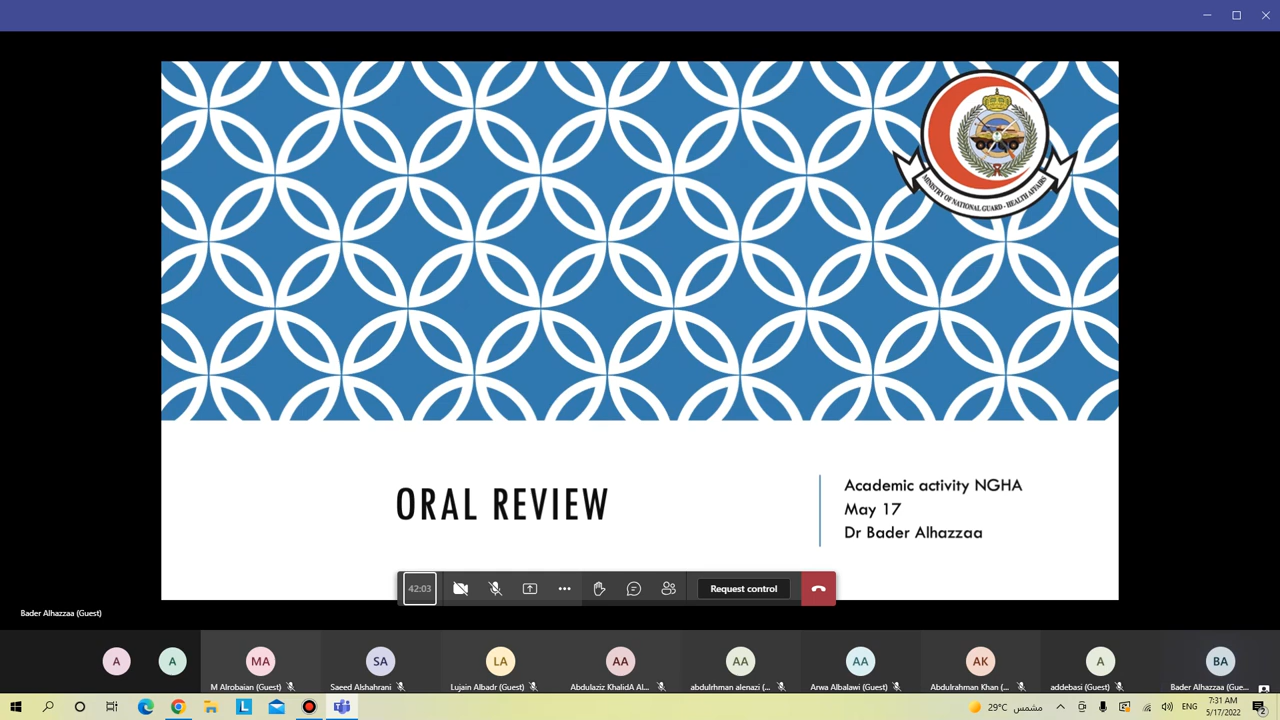 MINISTRY OF NATIONAL GUARD - HEALTH AFFAIRS
ORAL REVIEW
Academic activity NGHA
May 17
Dr Bader Alhazzaa
42:03
Request control
Bader Alhazzaa (Guest)
A
A
MA
SA
LA
AA
AA
AA
AK
A
BA
M Alrobaian (Guest)
Saeed Alshahrani
Lujain Albadr (Guest)
Abdulaziz KhalidA AL...
abdulrhman alenazi (...
Arwa Albalawi (Guest)
Abdulrahman Khan (...
addebasi (Guest)
Bader Alhazzaa (Gue...
L
29°C مشمس
ENG
7:31 AM
5/17/2022
2